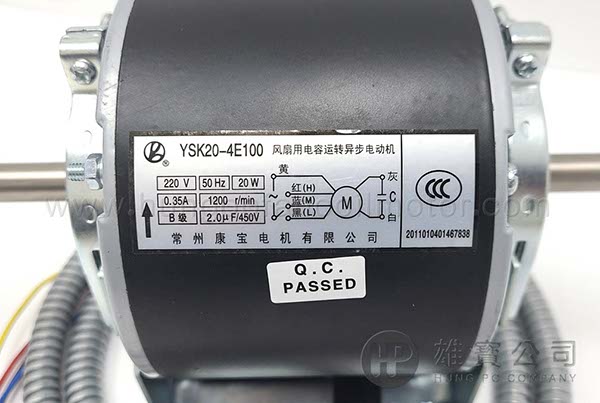 YSK20-4E100 风扇用电容运转异步电动机
220 V 50 Hz 20 W
0.35A 1200 r/min
B 级 2.0μF/450V
黄
红(H)
蓝(M)
黑(L)
~
M
灰
C
白
CCC
2011010401467838
常州康宝电机有限公司
Q.C.
PASSED
HP 雄寶公司
HUNG PO COMPANY